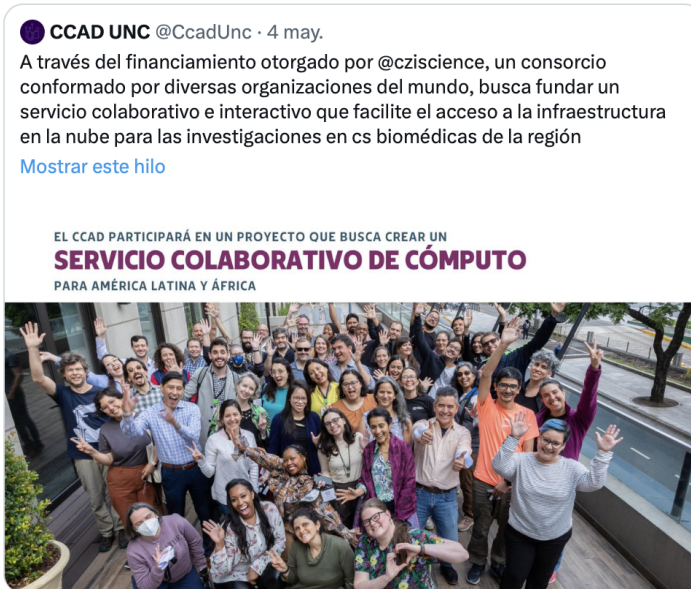 CCAD UNC @CcadUnc · 4 may.
A través del financiamiento otorgado por @cziscience, un consorcio
conformado por diversas organizaciones del mundo, busca fundar un
servicio colaborativo e interactivo que facilite el acceso a la infraestructura
en la nube para las investigaciones en cs biomédicas de la región
Mostrar este hilo
EL CCAD PARTICIPARÁ EN UN PROYECTO QUE BUSCA CREAR UN
SERVICIO COLABORATIVO DE CÓMPUTO
PARA AMÉRICA LATINA Y ÁFRICA